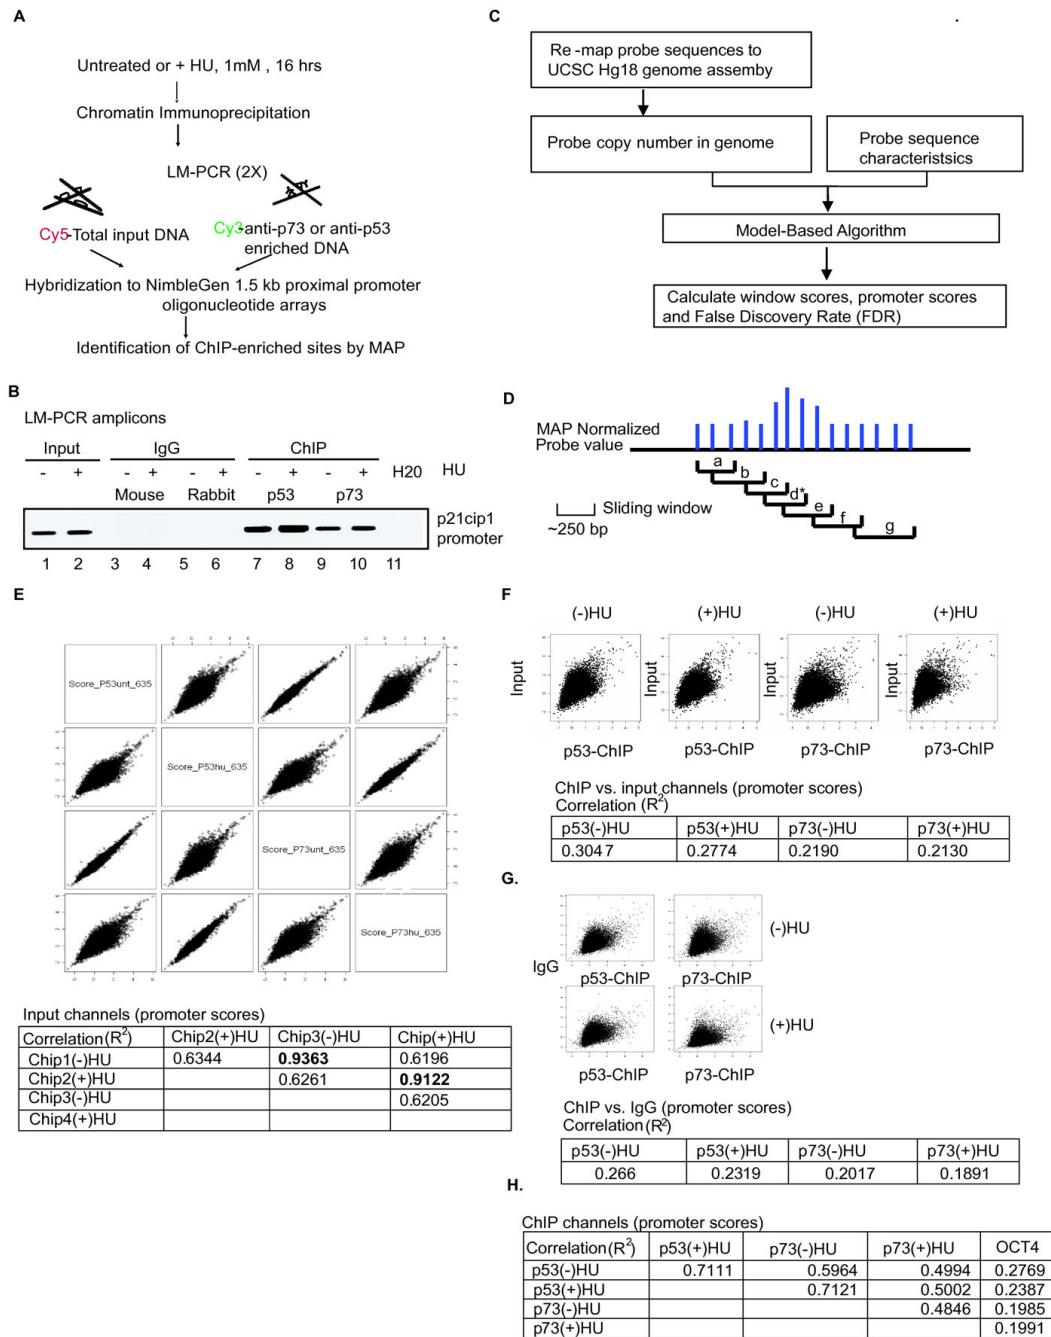 A
Untreated or + HU, 1mM , 16 hrs
Chromatin Immunoprecipitation
LM-PCR (2X)
Cy5-Total input DNA
Cy3-anti-p73 or anti-p53
enriched DNA
Hybridization to NimbleGen 1.5 kb proximal promoter
oligonucleotide arrays
Identification of ChIP-enriched sites by MAP
B
LM-PCR amplicons
Input IgG ChIP
- + - + - + - + - + H20 HU
Mouse Rabbit p53 p73
p21cip1
promoter
1 2 3 4 5 6 7 8 9 10 11
C
Re -map probe sequences to
UCSC Hg18 genome assemby
Probe copy number in genome
Probe sequence
characteristsics
Model-Based Algorithm
Calculate window scores, promoter scores
and False Discovery Rate (FDR)
D
MAP Normalized
Probe value
a
b
c
d*
e
f
g
Sliding window
~250 bp
E
Score_P53unt_635
Score_P53hu_635
Score_P73unt_635
Score_P73hu_635
Input channels (promoter scores)
Correlation(R2) Chip2(+)HU Chip3(-)HU Chip(+)HU
Chip1(-)HU 0.6344 0.9363 0.6196
Chip2(+)HU 0.6261 0.9122
Chip3(-)HU 0.6205
Chip4(+)HU
F
(-)HU (+)HU (-)HU (+)HU
Input Input Input Input
p53-ChIP p53-ChIP p73-ChIP p73-ChIP
ChIP vs. input channels (promoter scores)
Correlation (R2)
p53(-)HU p53(+)HU p73(-)HU p73(+)HU
0.3047 0.2774 0.2190 0.2130
G.
(-)HU
IgG
p53-ChIP p73-ChIP
(+)HU
p53-ChIP p73-ChIP
ChIP vs. IgG (promoter scores)
Correlation (R2)
p53(-)HU p53(+)HU p73(-)HU p73(+)HU
0.266 0.2319 0.2017 0.1891
H.
ChIP channels (promoter scores)
Correlation(R2) p53(+)HU p73(-)HU p73(+)HU OCT4
p53(-)HU 0.7111 0.5964 0.4994 0.2769
p53(+)HU 0.7121 0.5002 0.2387
p73(-)HU 0.4846 0.1985
p73(+)HU 0.1991